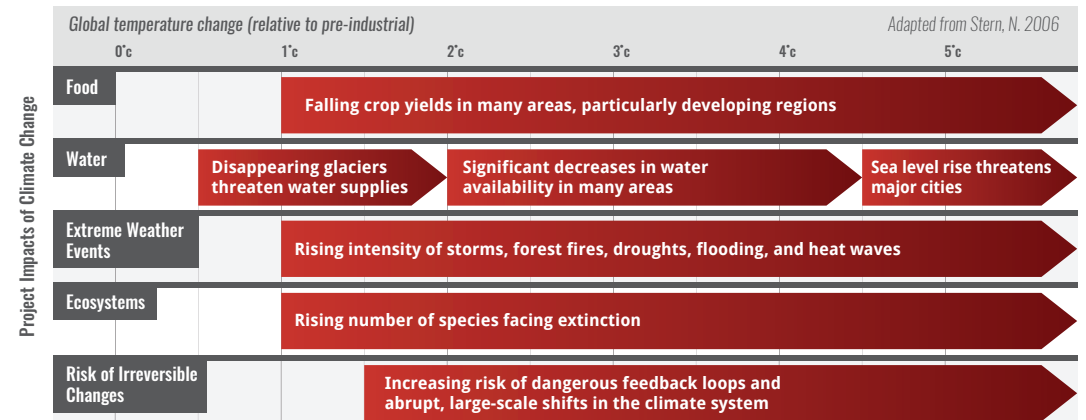 Global temperature change (relative to pre-industrial)
Adapted from Stern, N. 2006
0°c 1°c 2°c 3°c 4°c 5°c
Project Impacts of Climate Change
Food
Falling crop yields in many areas, particularly developing regions
Water
Disappearing glaciers
threaten water supplies
Significant decreases in water
availability in many areas
Sea level rise threatens
major cities
Extreme Weather
Events
Rising intensity of storms, forest fires, droughts, flooding, and heat waves
Ecosystems
Rising number of species facing extinction
Risk of Irreversible
Changes
Increasing risk of dangerous feedback loops and
abrupt, large-scale shifts in the climate system